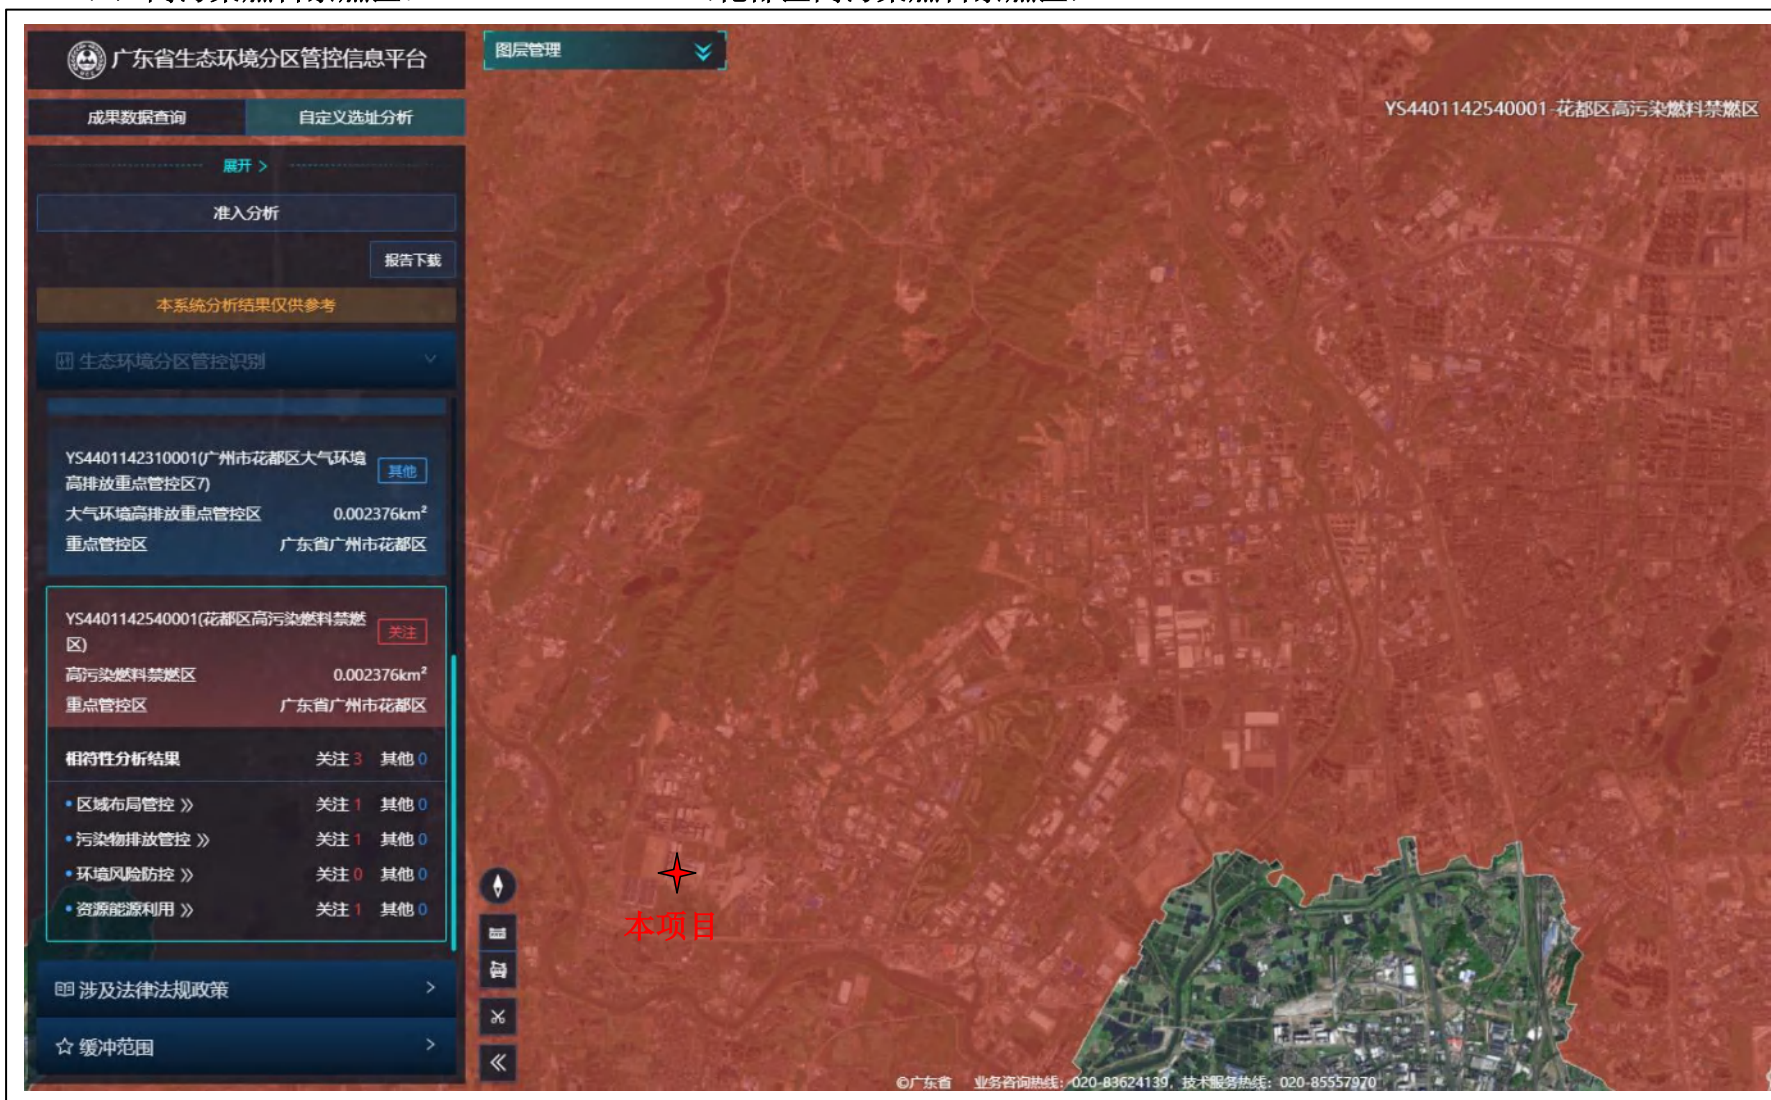 广东省生态环境分区管控信息平台
图层管理
成果数据查询 自定义选址分析
YS4401142540001-花都区高污染燃料禁燃区
展开 >
准入分析
报告下载
本系统分析结果仅供参考
生态环境分区管控识别
YS4401142310001(广州市花都区大气环境
高排放重点管控区7)
其他
大气环境高排放重点管控区 0.002376km²
重点管控区 广东省广州市花都区
YS4401142540001(花都区高污染燃料禁燃
区)
关注
高污染燃料禁燃区 0.002376km²
重点管控区 广东省广州市花都区
相符性分析结果 关注 3 其他 0
区域布局管控 》 关注 1 其他 0
污染物排放管控 》 关注 1 其他 0
环境风险防控 》 关注 0 其他 0
资源能源利用 》 关注 1 其他 0
本项目
涉及法律法规政策 >
缓冲范围 >
©广东省 业务咨询热线：020-83624139，技术服务热线：020-85557970